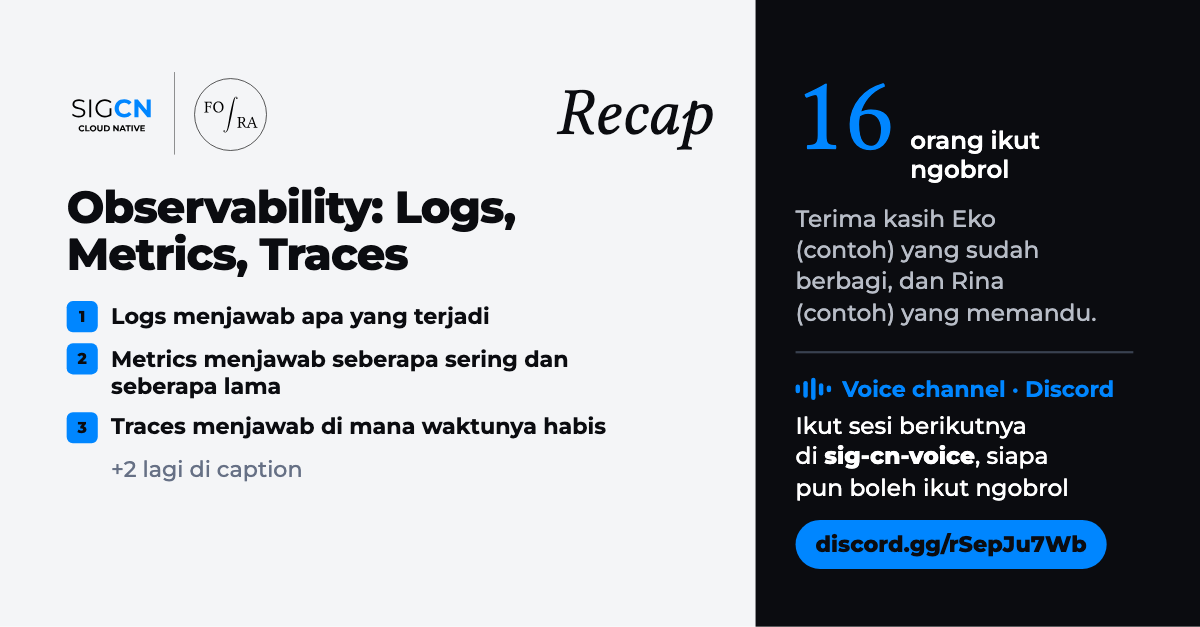 SIGCN
CLOUD NATIVE
FO
RA
Recap
Observability: Logs,
Metrics, Traces
1 Logs menjawab apa yang terjadi
2 Metrics menjawab seberapa sering dan
seberapa lama
3 Traces menjawab di mana waktunya habis
+2 lagi di caption
16 orang ikut
ngobrol
Terima kasih Eko
(contoh) yang sudah
berbagi, dan Rina
(contoh) yang memandu.
Voice channel · Discord
Ikut sesi berikutnya
di sig-cn-voice, siapa
pun boleh ikut ngobrol
discord.gg/rSepJu7Wb